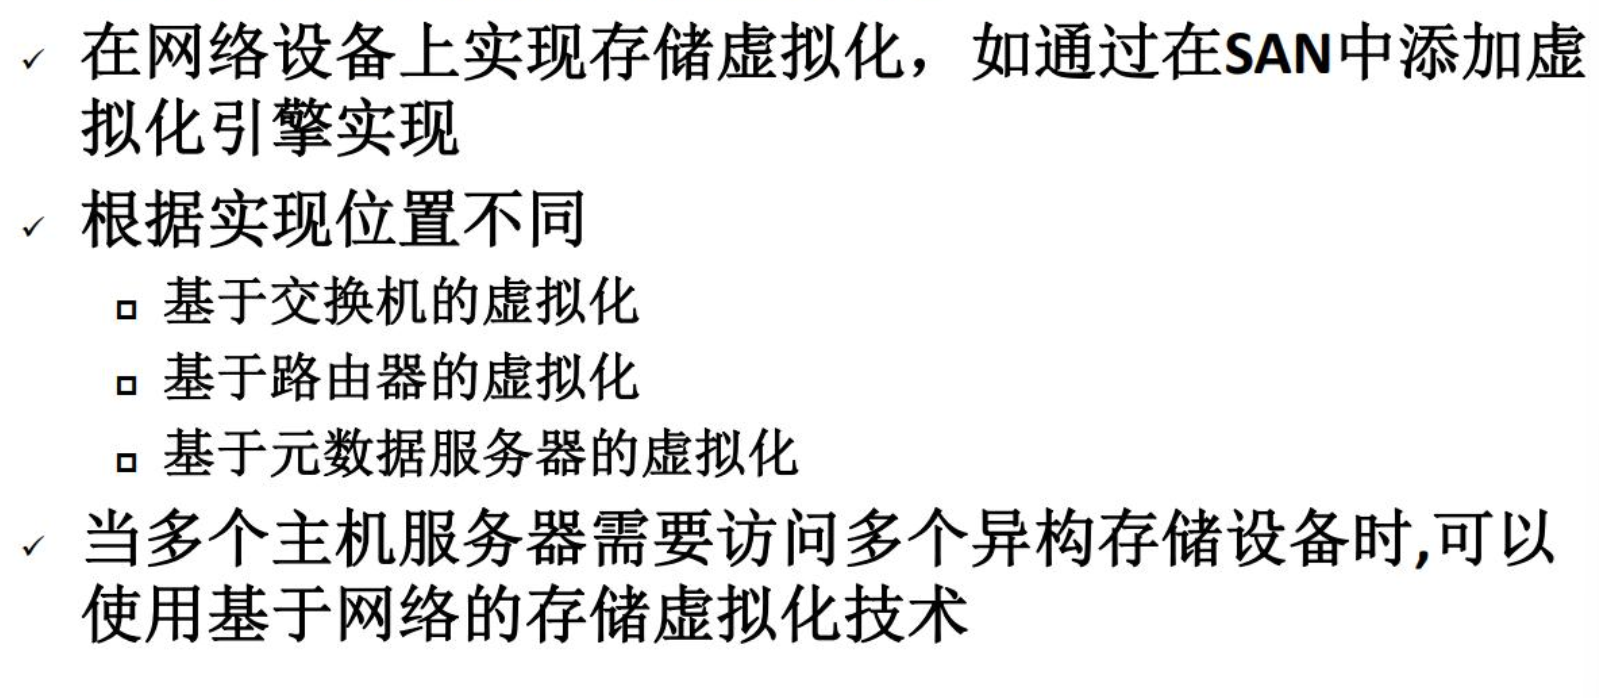 ✓ 在网络设备上实现存储虚拟化，如通过在SAN中添加虚
拟化引擎实现
✓ 根据实现位置不同
□ 基于交换机的虚拟化
□ 基于路由器的虚拟化
□ 基于元数据服务器的虚拟化
✓ 当多个主机服务器需要访问多个异构存储设备时,可以
使用基于网络的存储虚拟化技术